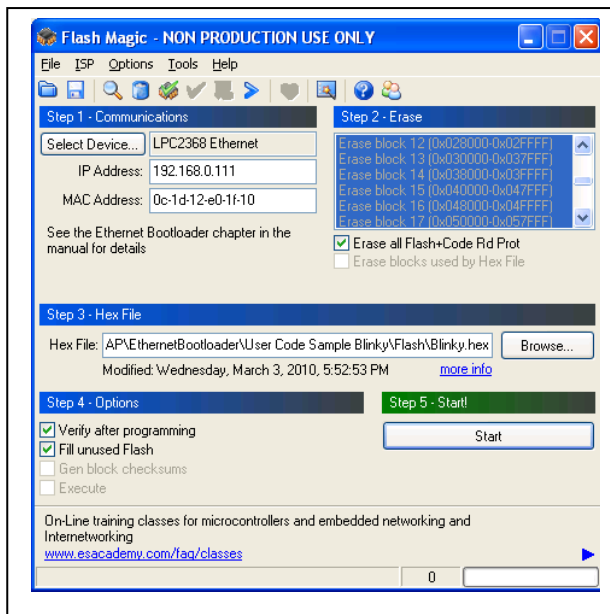 Flash Magic - NON PRODUCTION USE ONLY
File ISP Options Tools Help
Step 1 - Communications
Select Device... LPC2368 Ethernet
IP Address: 192.168.0.111
MAC Address: 0c-1d-12-e0-1f-10
See the Ethernet Bootloader chapter in the
manual for details
Step 2 - Erase
Erase block 12 (0x028000-0x02FFFF)
Erase block 13 (0x030000-0x037FFF)
Erase block 14 (0x038000-0x03FFFF)
Erase block 15 (0x040000-0x047FFF)
Erase block 16 (0x048000-0x04FFFF)
Erase block 17 (0x050000-0x057FFF)
Erase all Flash+Code Rd Prot
Erase blocks used by Hex File
Step 3 - Hex File
Hex File: AP\EthernetBootloader\User Code Sample Blinky\Flash\Blinky.hex Browse...
Modified: Wednesday, March 3, 2010, 5:52:53 PM more info
Step 4 - Options
Verify after programming
Fill unused Flash
Gen block checksums
Execute
Step 5 - Start!
Start
On-Line training classes for microcontrollers and embedded networking and
Internetworking
www.esacademy.com/faq/classes
0